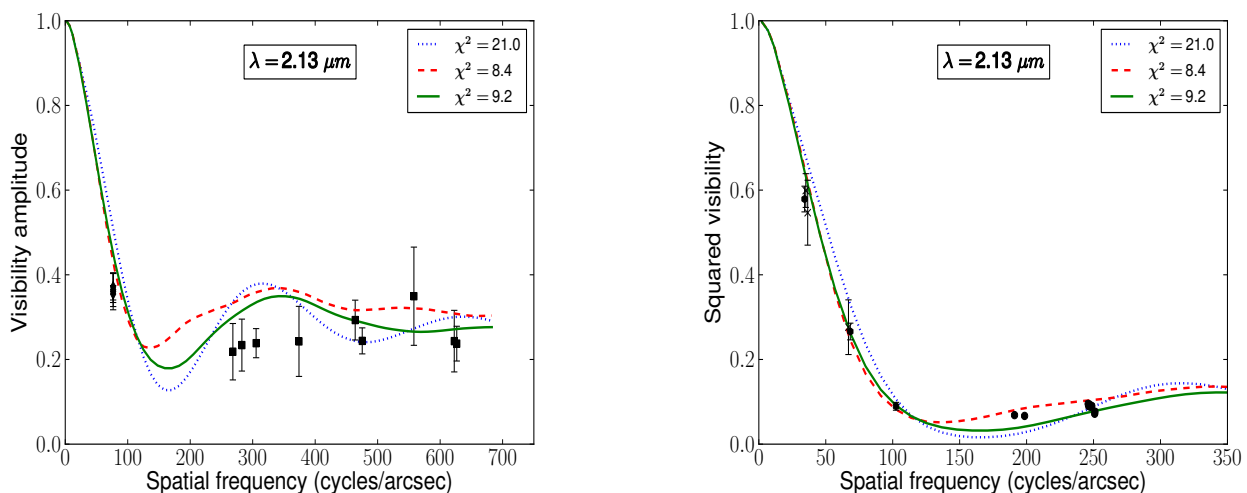 λ = 2.13 μm
χ² = 21.0
χ² = 8.4
χ² = 9.2
Visibility amplitude
1.0
0.8
0.6
0.4
0.2
0.0
0 100 200 300 400 500 600 700
Spatial frequency (cycles/arcsec)
λ = 2.13 μm
χ² = 21.0
χ² = 8.4
χ² = 9.2
Squared visibility
1.0
0.8
0.6
0.4
0.2
0.0
0 50 100 150 200 250 300 350
Spatial frequency (cycles/arcsec)